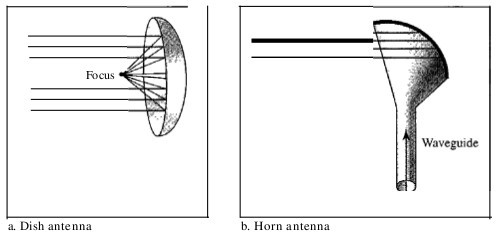 Focus
Waveguide
a. Dish antenna
b. Horn antenna